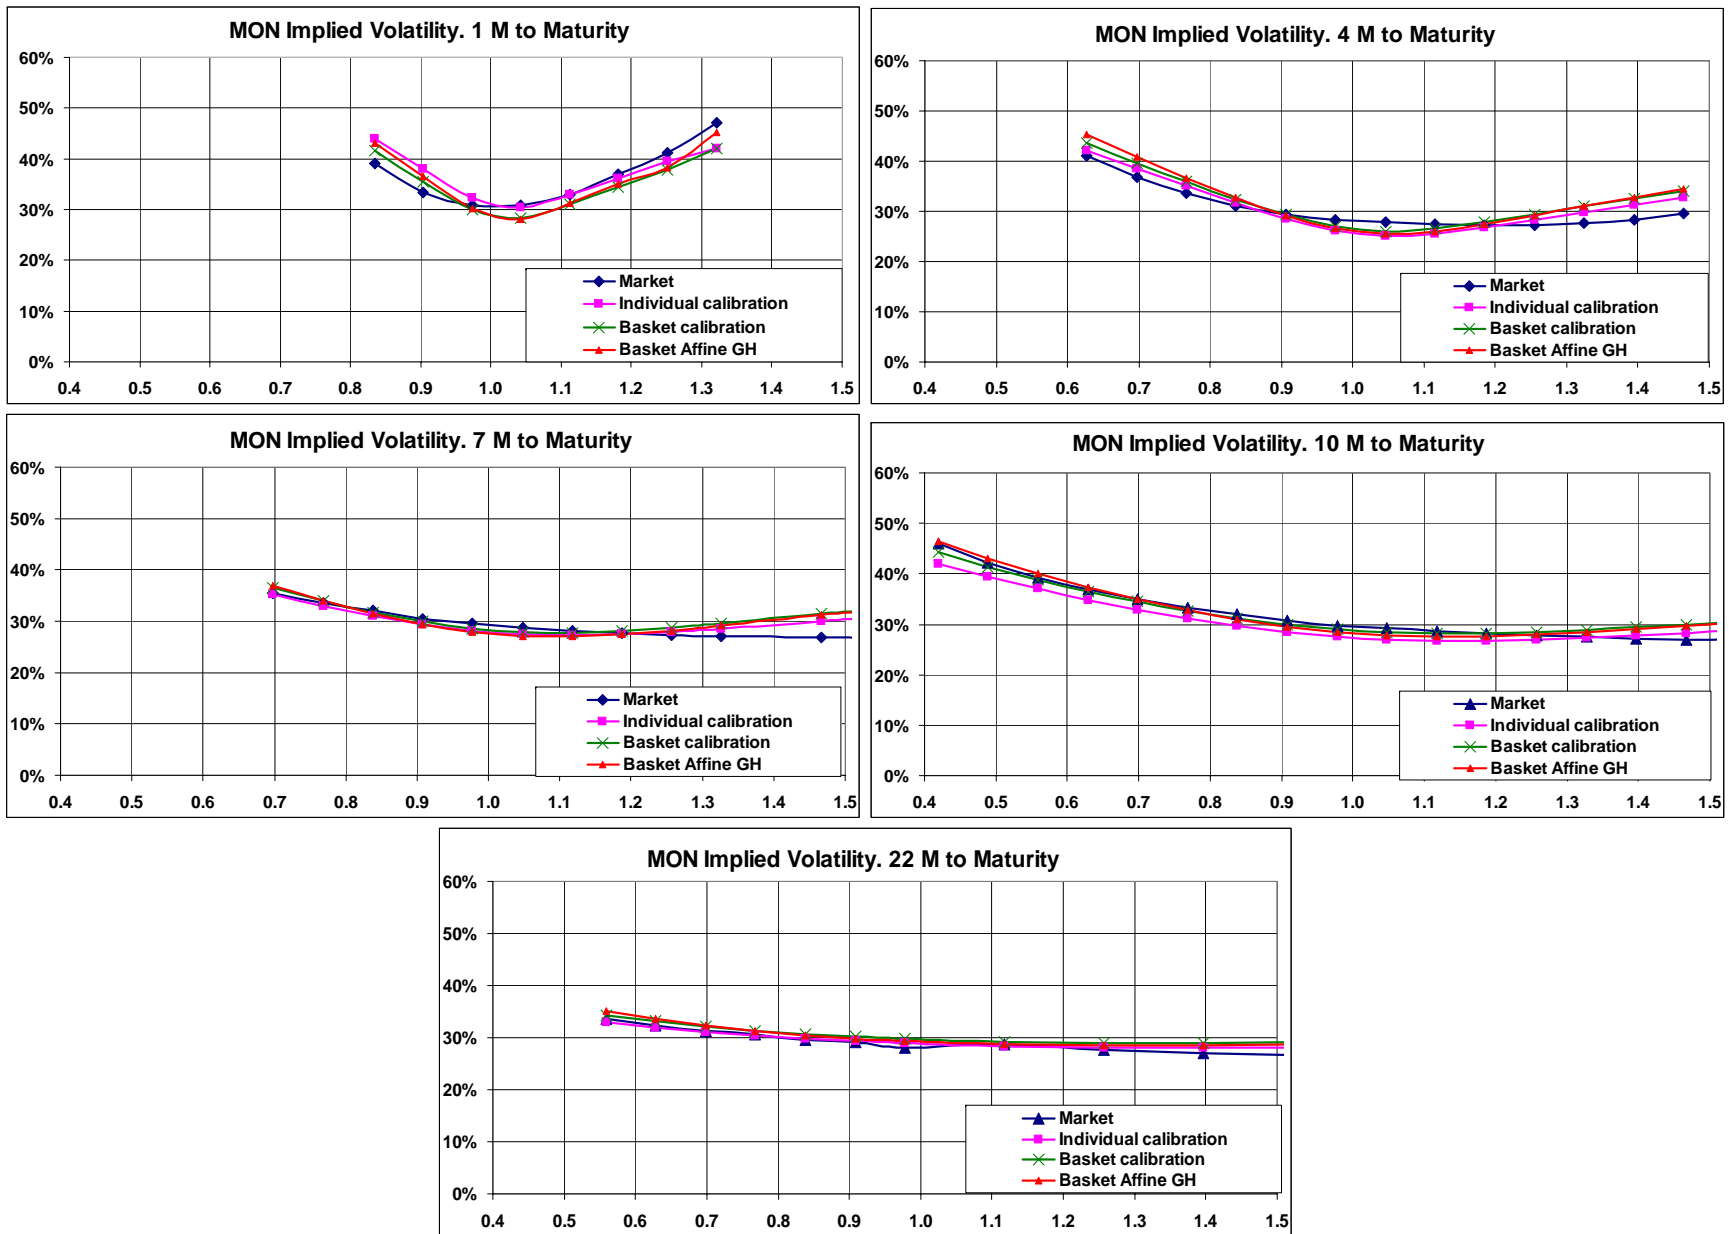 MON Implied Volatility. 1 M to Maturity
60%
50%
40%
30%
20%
10%
0%
Market
Individual calibration
Basket calibration
Basket Affine GH
0.4 0.5 0.6 0.7 0.8 0.9 1.0 1.1 1.2 1.3 1.5
MON Implied Volatility. 4 M to Maturity
60%
50%
40%
30%
20%
10%
0%
Market
Individual calibration
Basket calibration
Basket Affine GH
0.4 0.5 0.6 0.7 0.8 0.9 1.0 1.1 1.2 1.3 1.4 1.5
MON Implied Volatility. 7 M to Maturity
60%
50%
40%
30%
20%
10%
0%
Market
Individual calibration
Basket calibration
Basket Affine GH
0.4 0.5 0.6 0.7 0.8 0.9 1.0 1.1 1.2 1.3 1.4 1.5
MON Implied Volatility. 10 M to Maturity
60%
50%
40%
30%
20%
10%
0%
Market
Individual calibration
Basket calibration
Basket Affine GH
0.4 0.5 0.6 0.7 0.8 0.9 1.0 1.1 1.2 1.3 1.4 1.5
MON Implied Volatility. 22 M to Maturity
60%
50%
40%
30%
20%
10%
0%
Market
Individual calibration
Basket calibration
Basket Affine GH
0.4 0.5 0.6 0.7 0.8 0.9 1.0 1.1 1.2 1.3 1.4 1.5